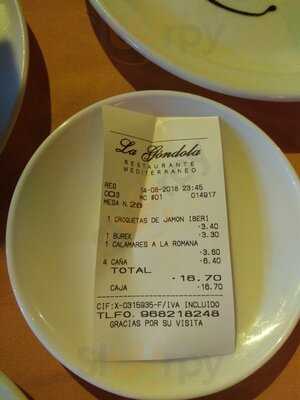 La Góndola
RESTAURANTE
MEDITERRANEO
REG 14-08-2018 23:45
C03 MC #01 014917
MESA N.28
1 CROQUETAS DE JAMON IBERI
·3.40
1 BUREK ·3.30
1 CALAMARES A LA ROMANA
·3.60
4 CAÑA ·6.40
TOTAL ·16.70
CAJA ·16.70
CIF:X-0315935-F/IVA INCLUIDO
TLFO. 968218248
GRACIAS POR SU VISITA